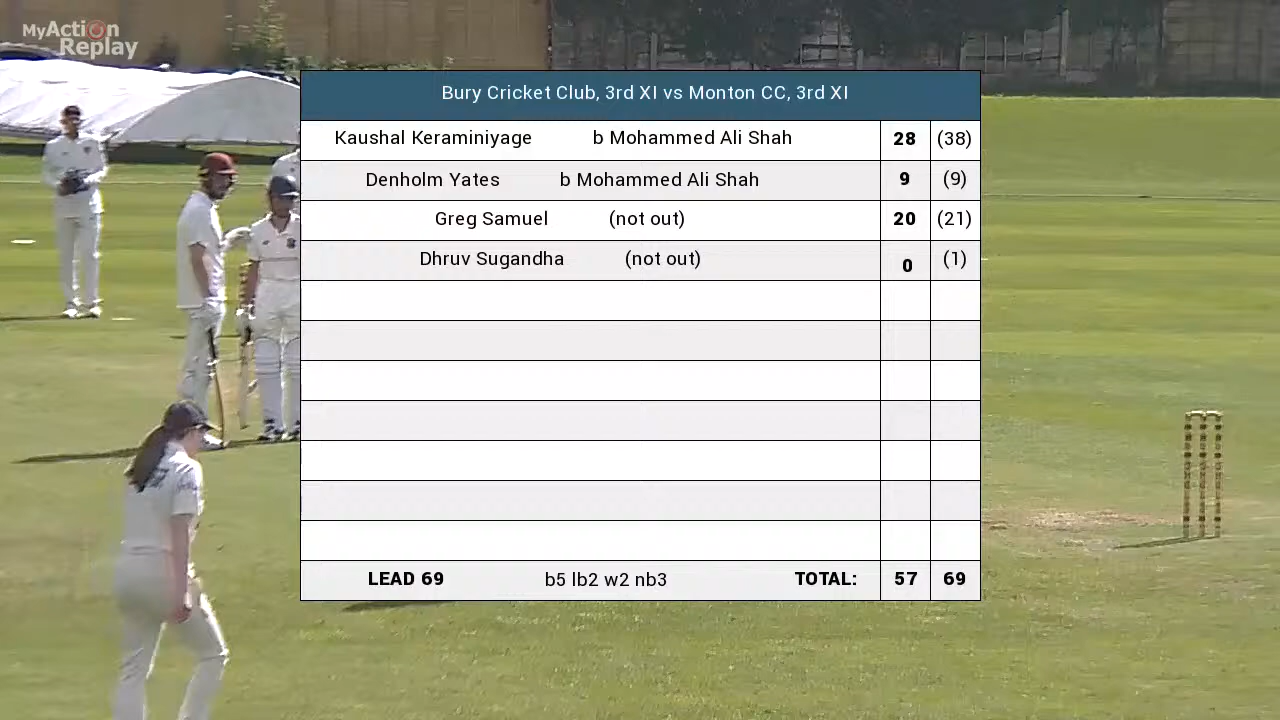 MyAction
Replay
Bury Cricket Club, 3rd XI vs Monton CC, 3rd XI
Kaushal Keraminiyage b Mohammed Ali Shah 28 (38)
Denholm Yates b Mohammed Ali Shah 9 (9)
Greg Samuel (not out) 20 (21)
Dhruv Sugandha (not out) 0 (1)
LEAD 69 b5 lb2 w2 nb3 TOTAL: 57 69